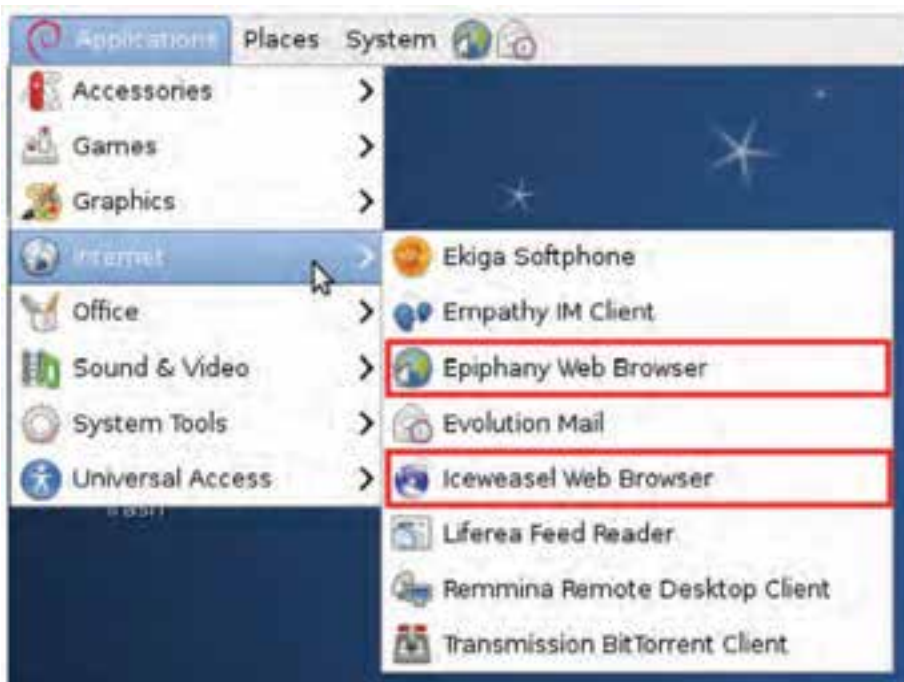 Applications Places System
Accessories
Games
Graphics
Internet
Office
Sound & Video
System Tools
Universal Access
Trash
Ekiga Softphone
Empathy IM Client
Epiphany Web Browser
Evolution Mail
Iceweasel Web Browser
Liferea Feed Reader
Remmina Remote Desktop Client
Transmission BitTorrent Client